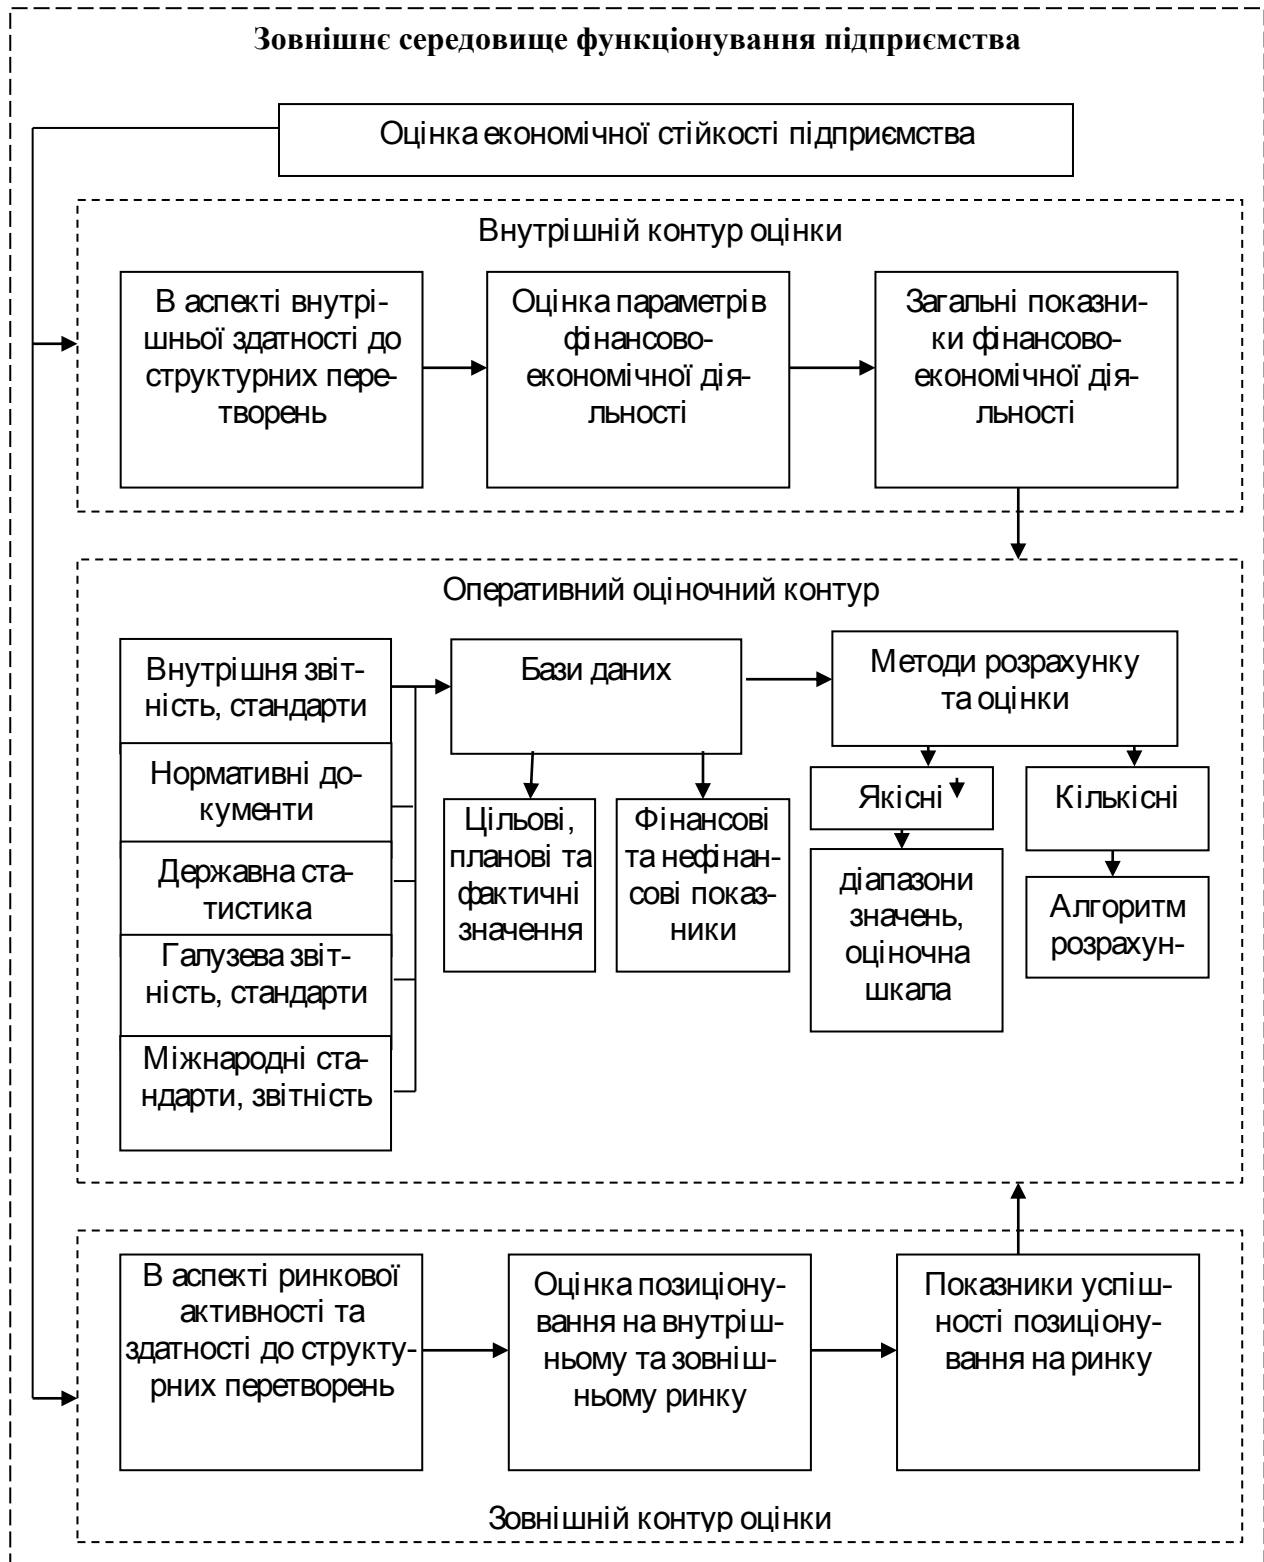 Зовнішнє середовище функціонування підприємства
Оцінка економічної стійкості підприємства
Внутрішній контур оцінки
В аспекті внутрі-
шньої здатності до
структурних пере-
творень
Оцінка параметрів
фінансово-
економічної дія-
льності
Загальні показни-
ки фінансово-
економічної дія-
льності
Оперативний оціночний контур
Внутрішня звіт-
ність, стандарти
Нормативні до-
кументи
Державна ста-
тистика
Галузева звіт-
ність, стандарти
Міжнародні ста-
ндарти, звітність
Бази даних
Цільові,
планові та
фактичні
значення
Фінансові
та нефінан-
сові показ-
ники
Методи розрахунку
та оцінки
Якісні
Кількісні
діапазони
значень,
оціночна
шкала
Алгоритм
розрахун-
В аспекті ринкової
активності та
здатності до структу-
рних перетворень
Оцінка позиціону-
вання на внутріш-
ньому та зовніш-
ньому ринку
Показники успіш-
ності позиціону-
вання на ринку
Зовнішній контур оцінки